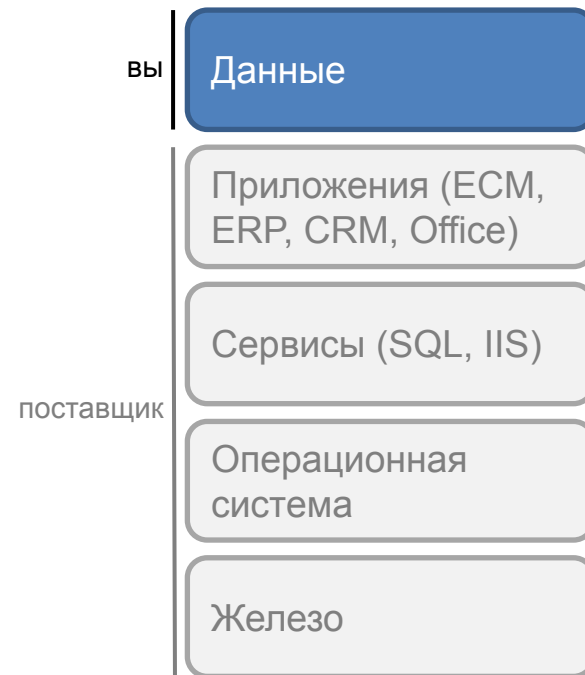 вы
Данные
Приложения (ECM,
ERP, CRM, Office)
Сервисы (SQL, IIS)
поставщик
Операционная
система
Железо